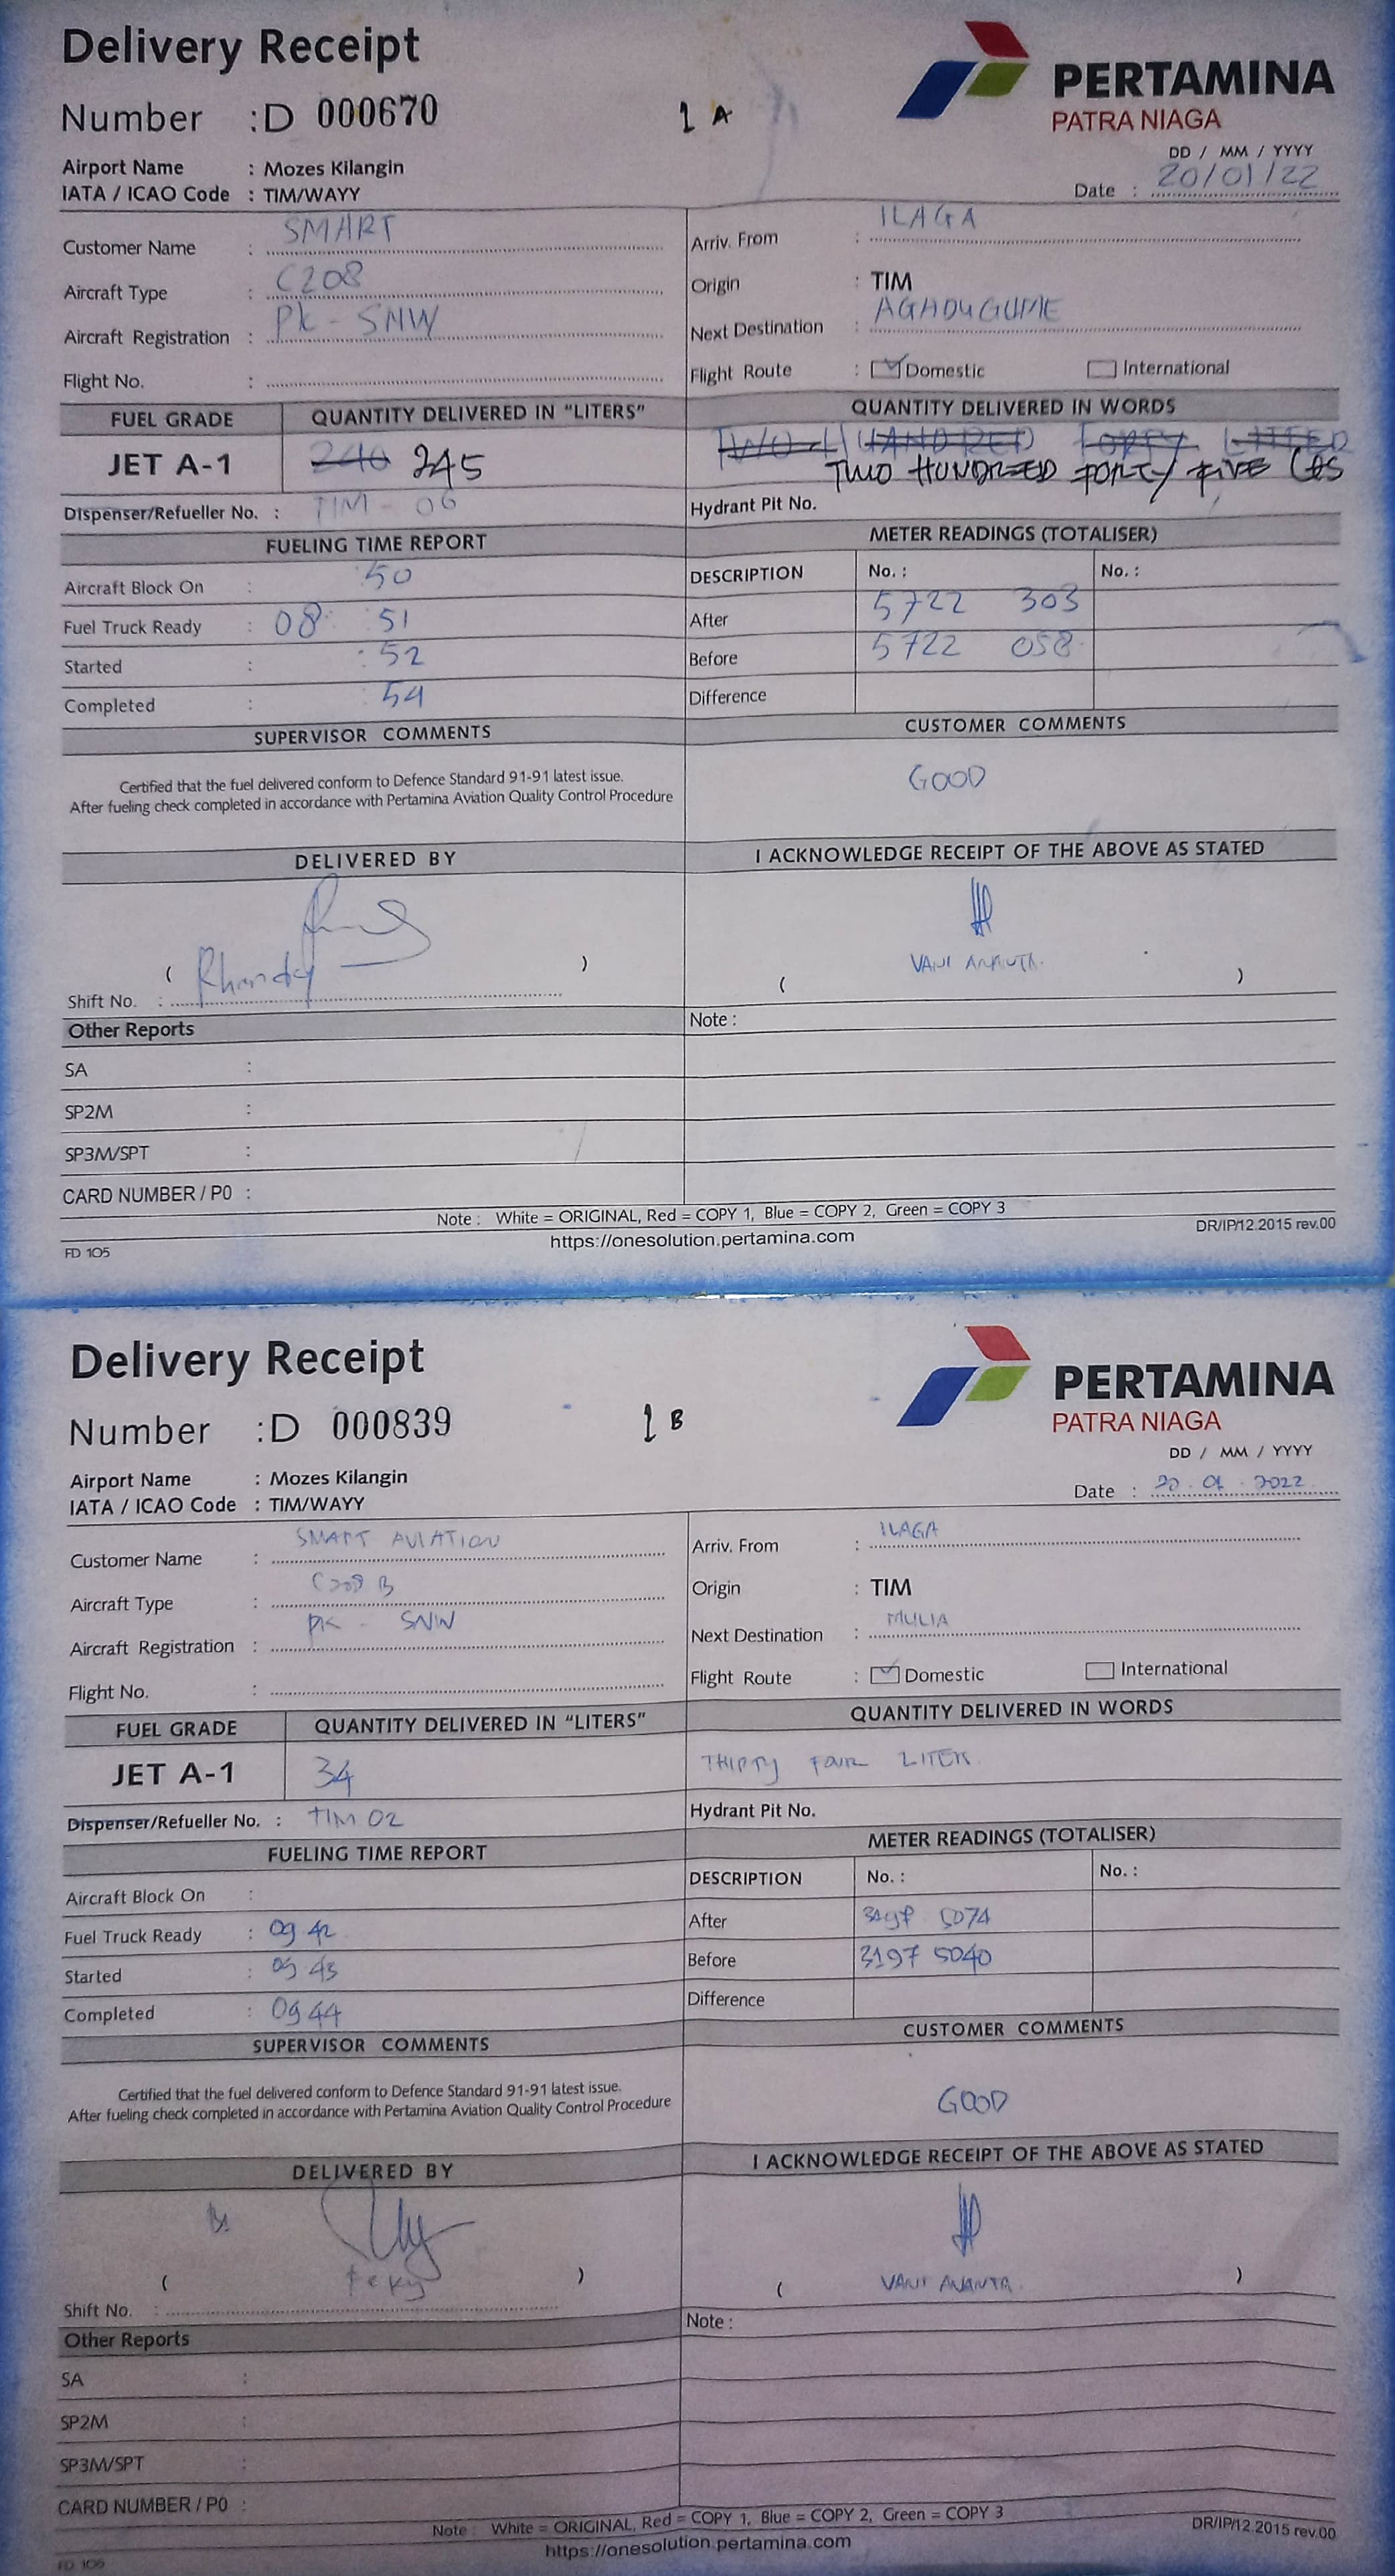 Delivery Receipt
PERTAMINA
PATRA NIAGA
Number :D 000670
1 A
DD / MM / YYYY
Airport Name : Mozes Kilangin
Date : 20/01/22
IATA / ICAO Code : TIM/WAYY
Customer Name : SMART
Arriv. From : ILAGA
Aircraft Type : C208
Origin : TIM
Aircraft Registration : PK - SNW
Next Destination : AGADUGUME
Flight No. :
Flight Route : Domestic International
FUEL GRADE QUANTITY DELIVERED IN "LITERS" QUANTITY DELIVERED IN WORDS
TWO HUNDRED FORTY LITER
JET A-1 240 245 TWO HUNDRED FORTY FIVE LTS
Dispenser/Refueller No. : TIM - 06
Hydrant Pit No.
FUELING TIME REPORT METER READINGS (TOTALISER)
Aircraft Block On : 50
DESCRIPTION No. : No. :
Fuel Truck Ready : 08 : 51
After 5722 303
Started : 52
Before 5722 058
Completed : 54
Difference
SUPERVISOR COMMENTS CUSTOMER COMMENTS
Certified that the fuel delivered conform to Defence Standard 91-91 latest issue.
After fueling check completed in accordance with Pertamina Aviation Quality Control Procedure
GOOD
DELIVERED BY I ACKNOWLEDGE RECEIPT OF THE ABOVE AS STATED
( Rhandy )
( VANI ANANTA )
Shift No. :
Other Reports
Note :
SA :
SP2M :
SP3M/SPT :
CARD NUMBER / P0 :
Note : White = ORIGINAL, Red = COPY 1, Blue = COPY 2, Green = COPY 3
https://onesolution.pertamina.com
DR/IP/12.2015 rev.00
FD 105
Delivery Receipt
PERTAMINA
PATRA NIAGA
Number :D 000839
1 B
DD / MM / YYYY
Airport Name : Mozes Kilangin
Date : 20 . 01 . 2022
IATA / ICAO Code : TIM/WAYY
Customer Name : SMART AVIATION
Arriv. From : ILAGA
Aircraft Type : C208 B
Origin : TIM
Aircraft Registration : PK - SNW
Next Destination : MULIA
Flight No. :
Flight Route : Domestic International
FUEL GRADE QUANTITY DELIVERED IN "LITERS" QUANTITY DELIVERED IN WORDS
JET A-1 34 THIRTY FOUR LITER
Dispenser/Refueller No. : TIM 02
Hydrant Pit No.
FUELING TIME REPORT METER READINGS (TOTALISER)
Aircraft Block On :
DESCRIPTION No. : No. :
Fuel Truck Ready : 09 42
After 5074
Started : 09 43
Before 3197 5040
Completed : 09 44
Difference
SUPERVISOR COMMENTS CUSTOMER COMMENTS
Certified that the fuel delivered conform to Defence Standard 91-91 latest issue.
After fueling check completed in accordance with Pertamina Aviation Quality Control Procedure
GOOD
DELIVERED BY I ACKNOWLEDGE RECEIPT OF THE ABOVE AS STATED
( Feky )
( VANI ANANTA )
Shift No. :
Other Reports
Note :
SA :
SP2M :
SP3M/SPT :
CARD NUMBER / P0 :
Note : White = ORIGINAL, Red = COPY 1, Blue = COPY 2, Green = COPY 3
https://onesolution.pertamina.com
DR/IP/12.2015 rev.00
FD 105